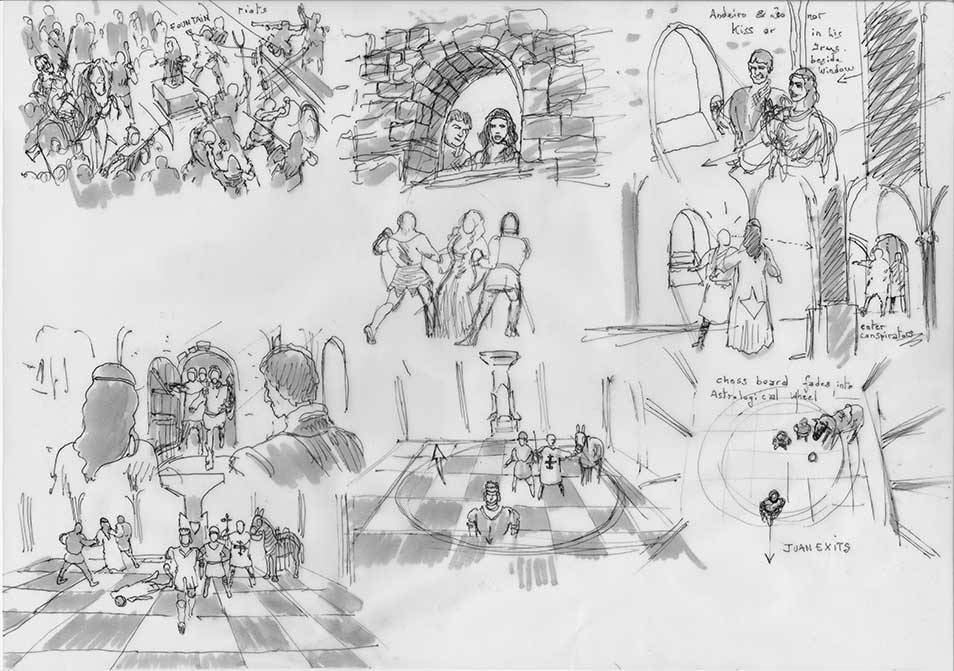 riots
FOUNTAIN
Andeiro &
Kiss or
in his
arms.
beside
window
enter
conspirators
chess board fades into
Astrological Wheel
JUAN EXITS